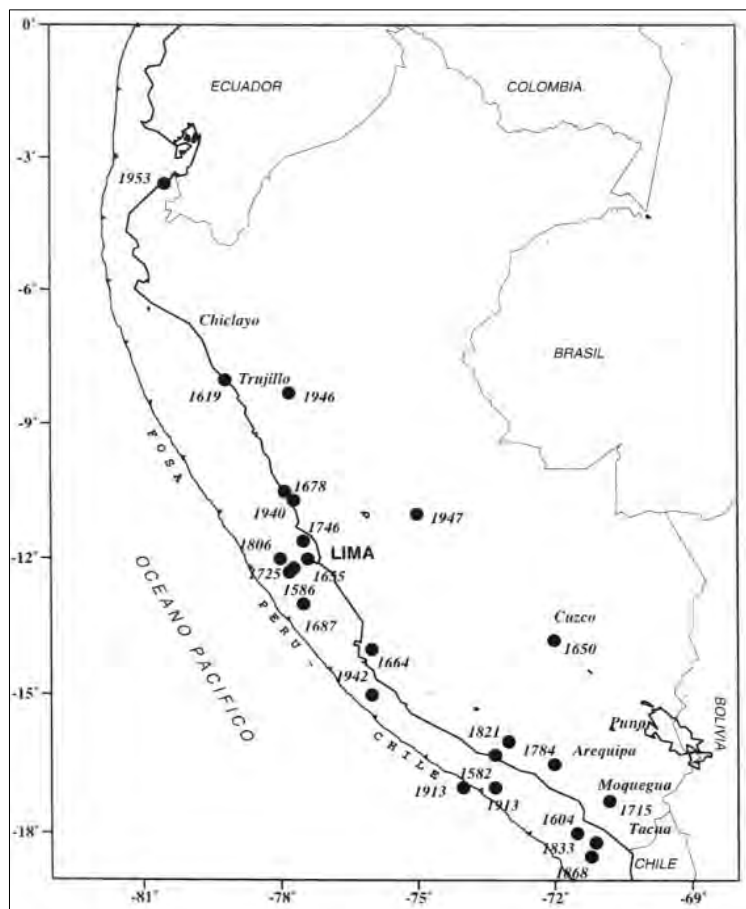 0°
ECUADOR
COLOMBIA
-3°
1953
-6°
Chiclayo
BRASIL
Trujillo
1619
1946
-9°
FOSA
1678
1940
1947
1746
1806
LIMA
-12°
1725
1655
1586
OCEANO PACIFICO
PERU -
1687
Cuzco
1650
1664
1942
-15°
BOLIVIA
Puno
1821
CHILE
1784
Arequipa
1582
1913
1913
Moquegua
1715
1604
Tacna
-18°
1833
1868
CHILE
-81°
-78°
-75°
-72°
-69°